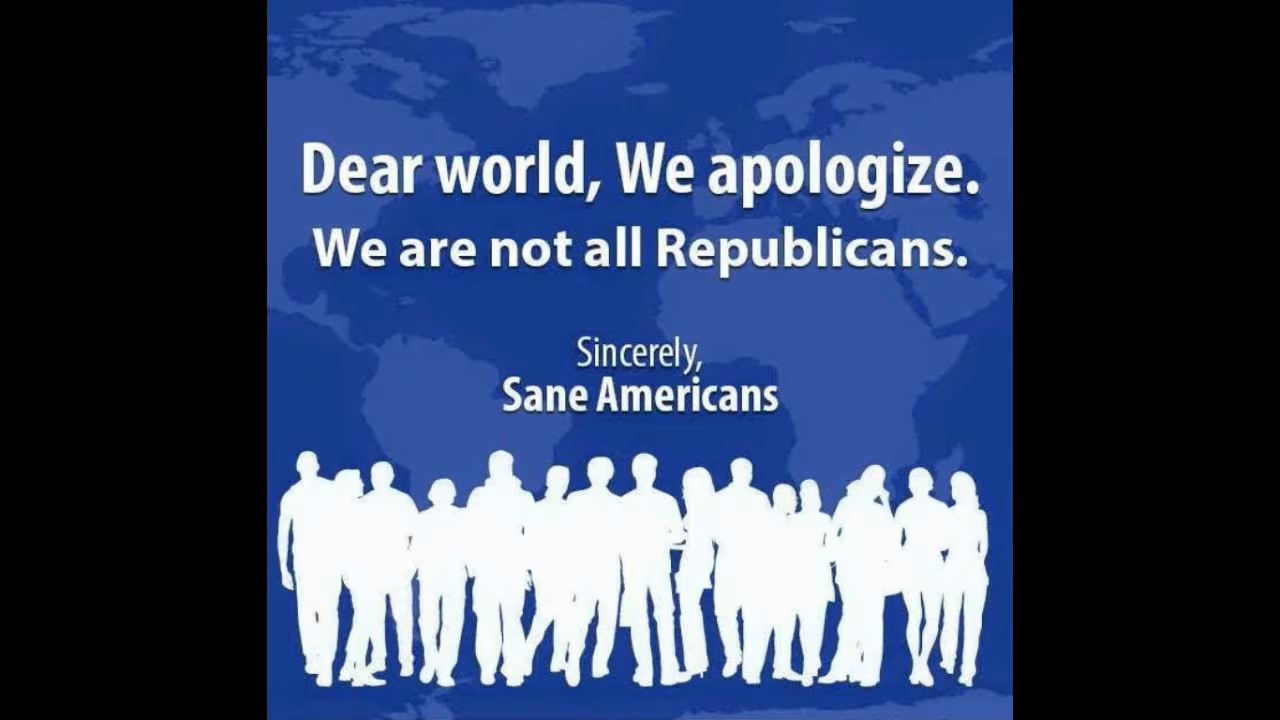 Dear world, We apologize.
We are not all Republicans.
Sincerely,
Sane Americans